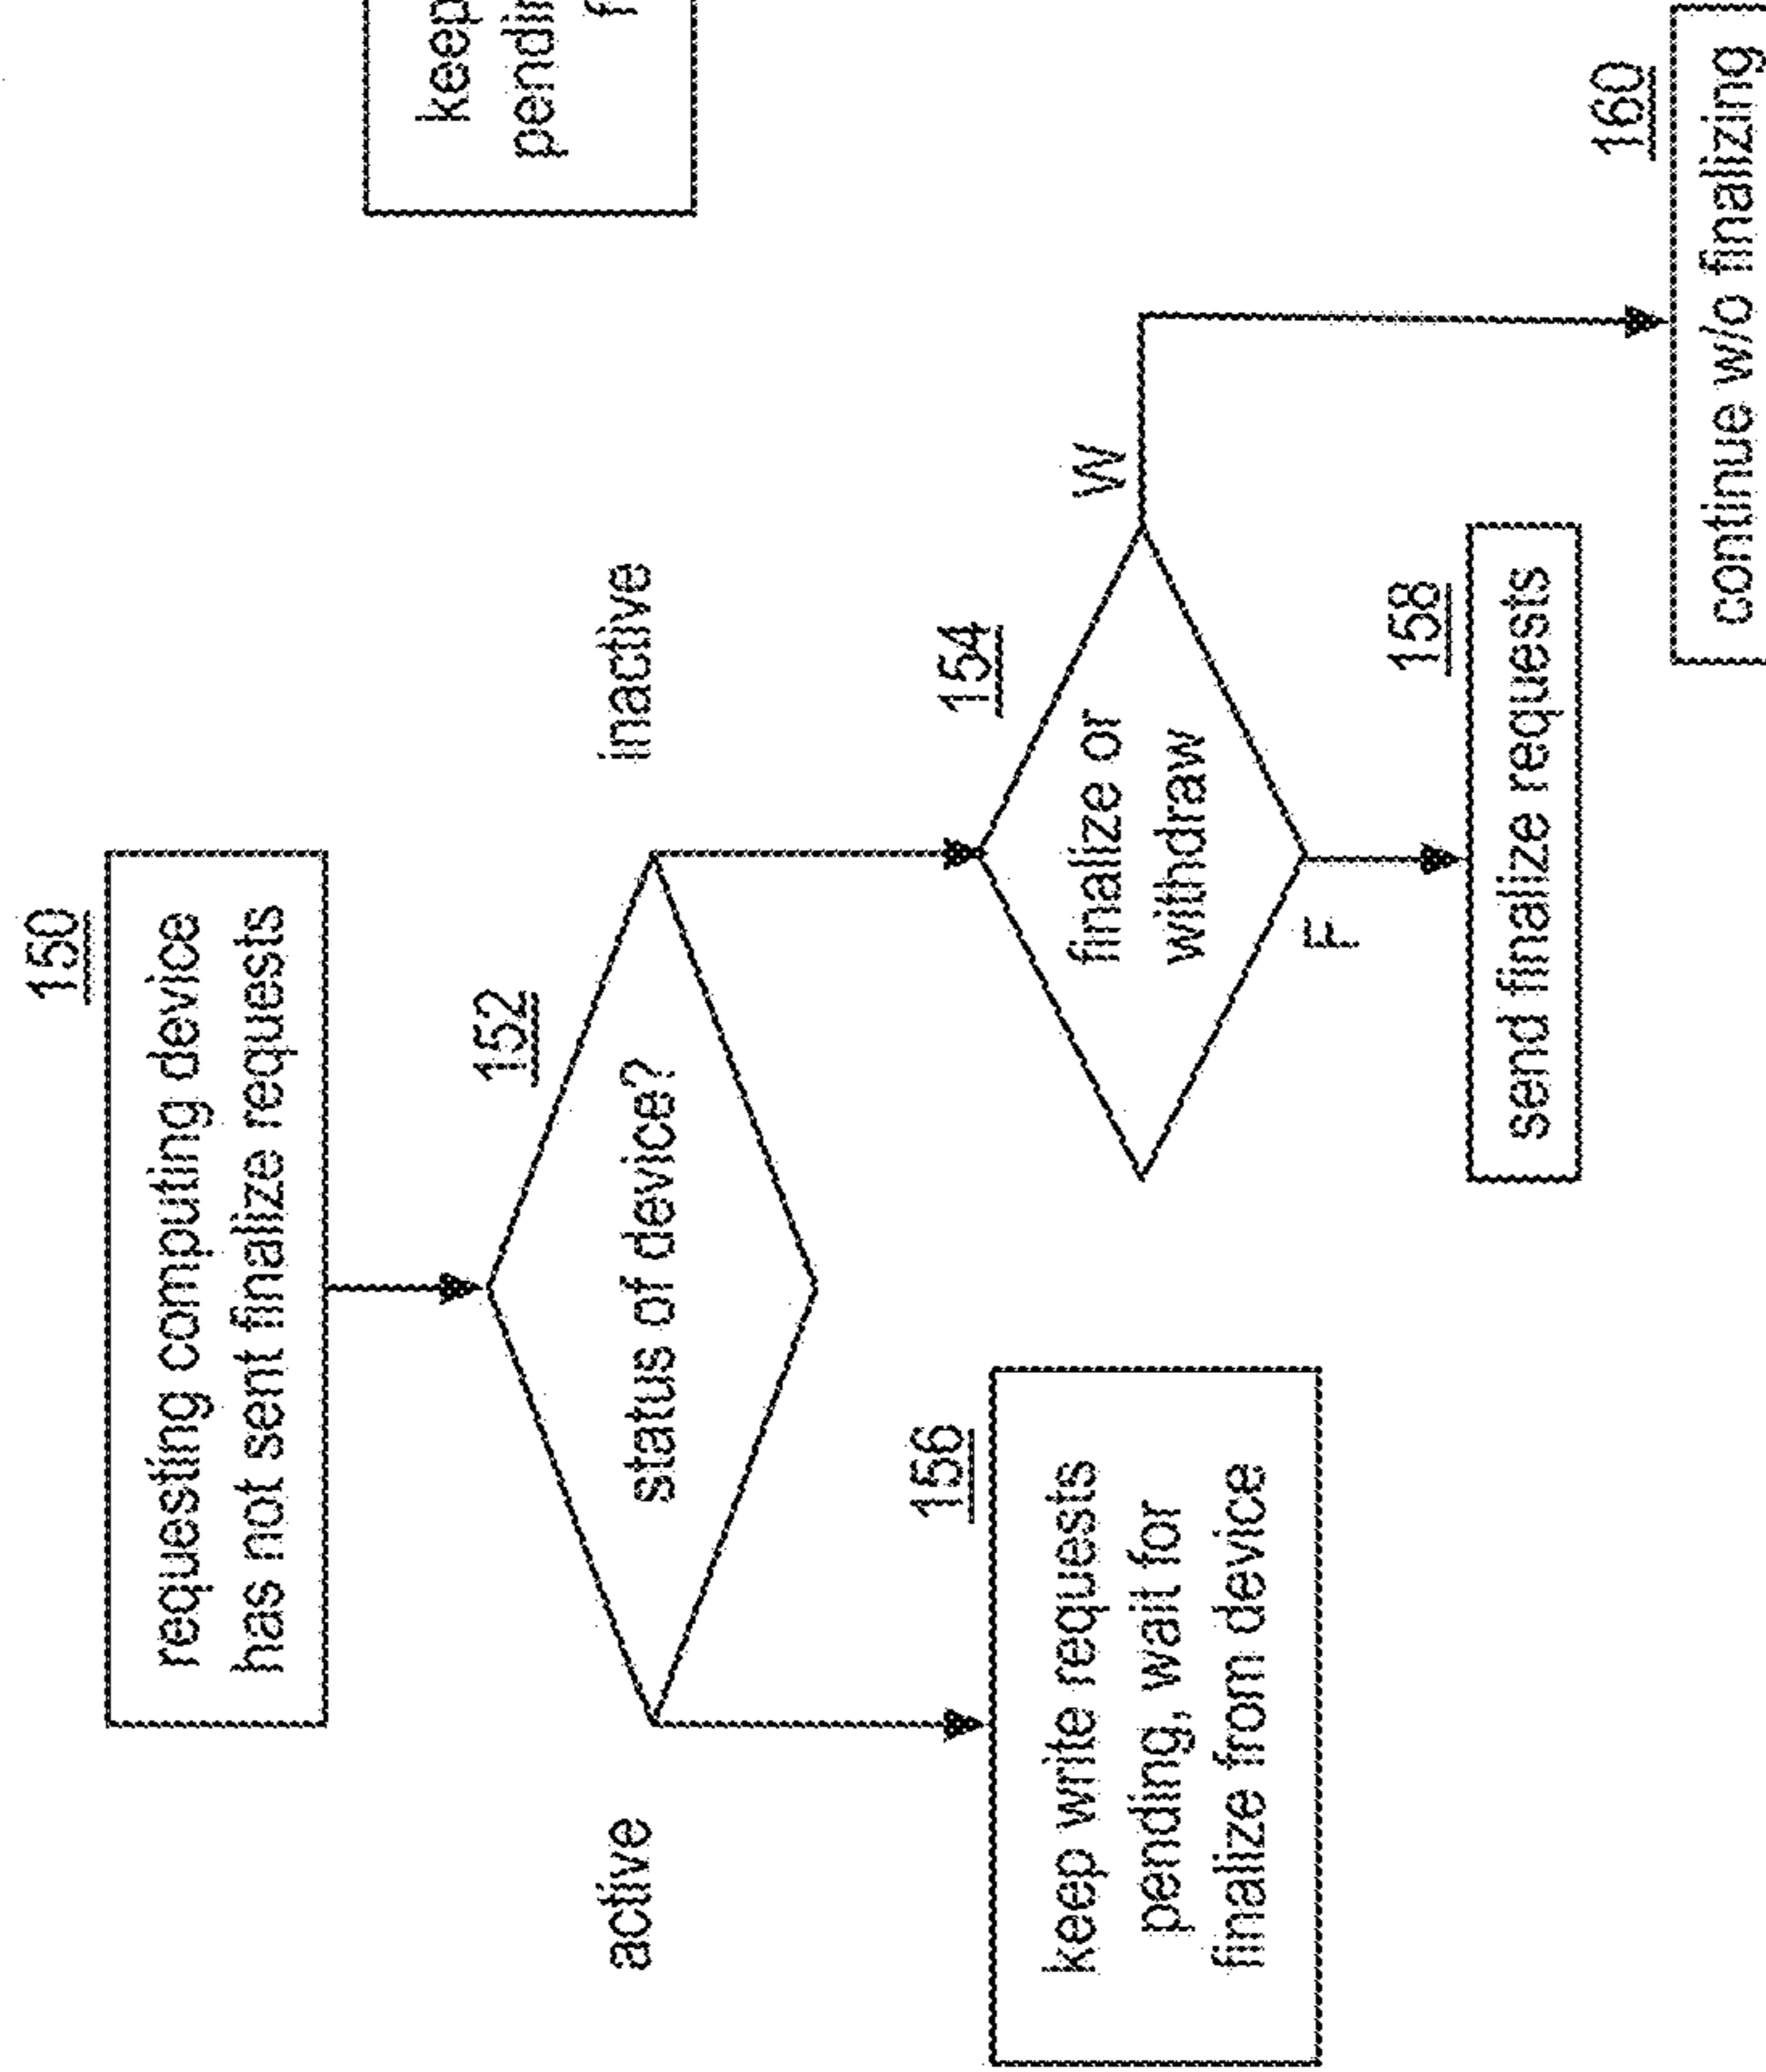 150
requesting computing device
has not sent finalize requests
152
status of device?
active
inactive
156
keep write requests
pending, wait for
finalize from device
154
finalize or
withdraw
W
F
158
send finalize requests
160
continue w/o finalizing
keep